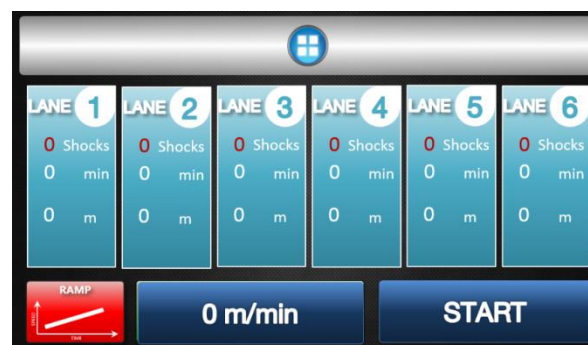 LANE 1 LANE 2 LANE 3 LANE 4 LANE 5 LANE 6
0 Shocks 0 Shocks 0 Shocks 0 Shocks 0 Shocks 0 Shocks
0 min 0 min 0 min 0 min 0 min 0 min
0 m 0 m 0 m 0 m 0 m 0 m
RAMP
SPEED
TIME
0 m/min
START